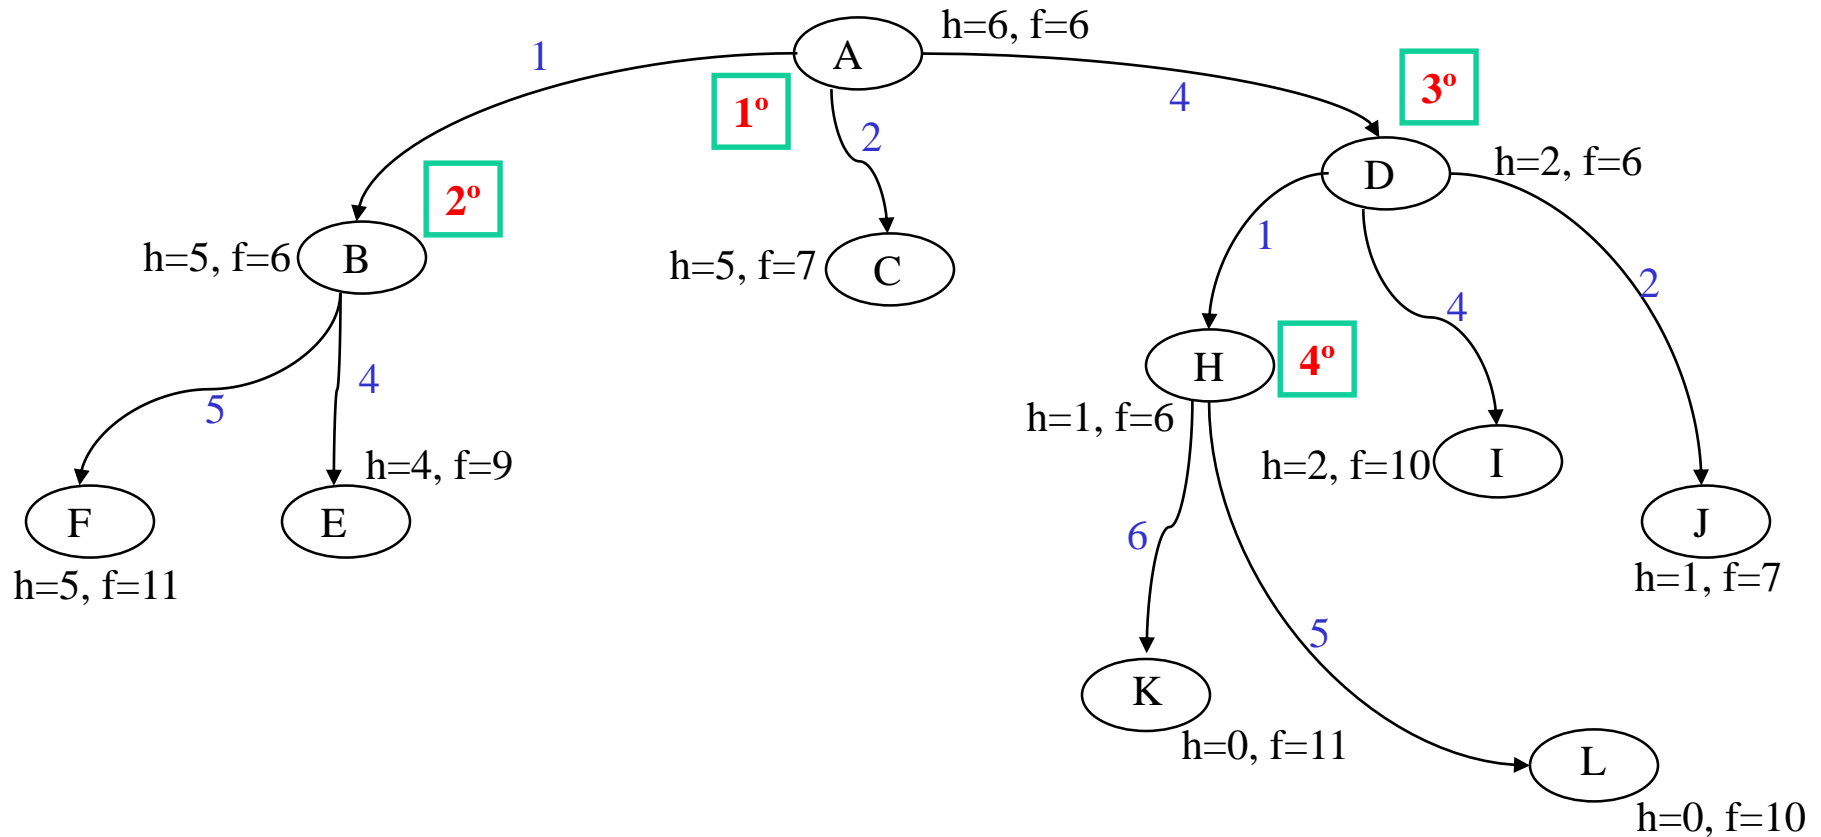 h=6, f=6
A
1
1º
4
3º
2
D
h=2, f=6
2º
B
h=5, f=6
C
h=5, f=7
1
4
2
5
4
H
4º
h=1, f=6
h=4, f=9
h=2, f=10
I
F
E
J
h=5, f=11
h=1, f=7
6
5
K
h=0, f=11
L
h=0, f=10